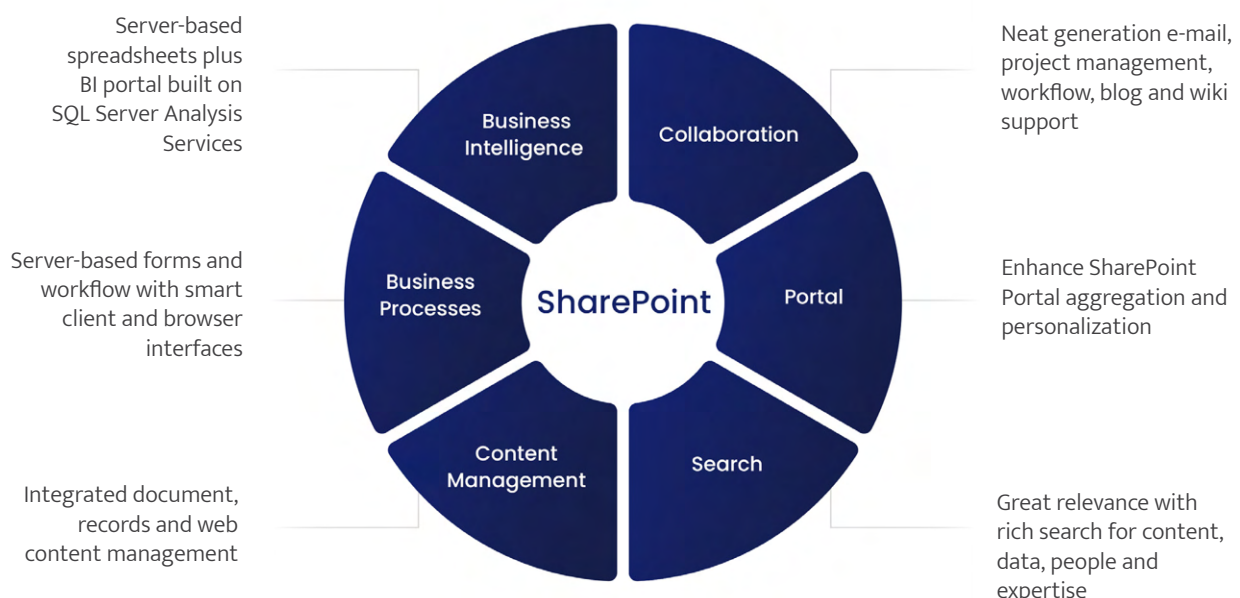 Server-based
spreadsheets plus
BI portal built on
SQL Server Analysis
Services
Business
Intelligence
Collaboration
Neat generation e-mail,
project management,
workflow, blog and wiki
support
Server-based forms and
workflow with smart
client and browser
interfaces
Business
Processes
SharePoint
Portal
Enhance SharePoint
Portal aggregation and
personalization
Integrated document,
records and web
content management
Content
Management
Search
Great relevance with
rich search for content,
data, people and
expertise